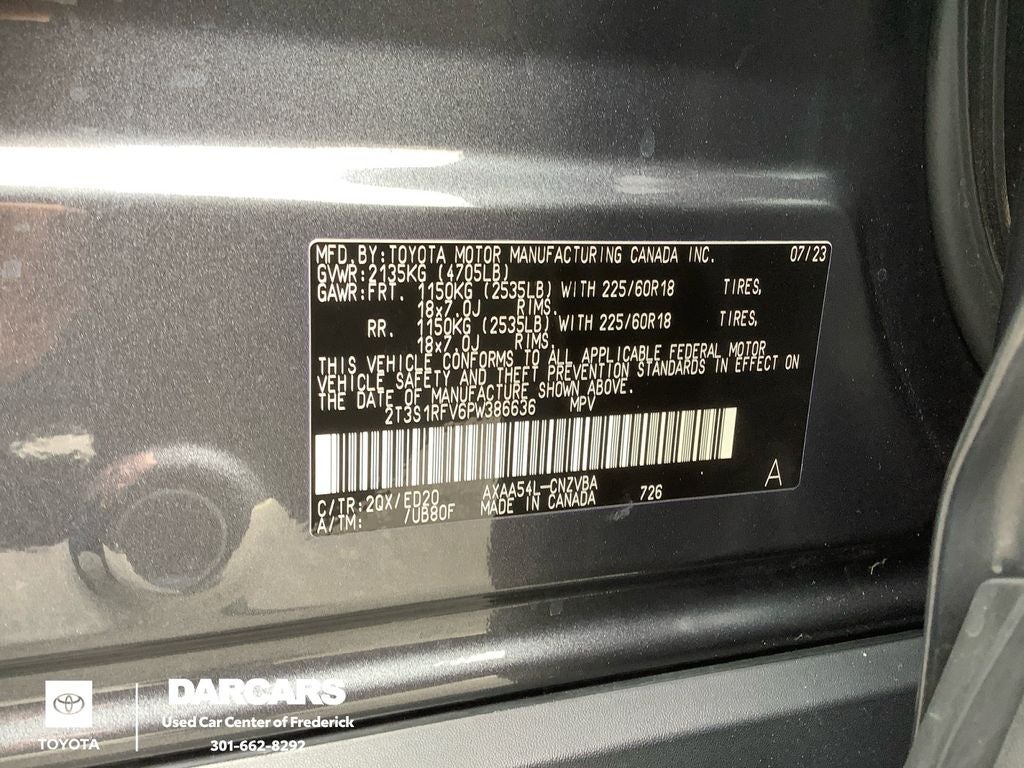 MFD. BY: TOYOTA MOTOR MANUFACTURING CANADA INC. 07/23
GVWR: 2135KG (4705LB)
GAWR: FRT. 1150KG (2535LB) WITH 225/60R18 TIRES,
18x7.0J RIMS.
RR. 1150KG (2535LB) WITH 225/60R18 TIRES,
18x7.0J RIMS.
THIS VEHICLE CONFORMS TO ALL APPLICABLE FEDERAL MOTOR
VEHICLE SAFETY AND THEFT PREVENTION STANDARDS IN EFFECT ON
THE DATE OF MANUFACTURE SHOWN ABOVE.
2T3S1RFV6PW386636 MPV
C/TR: 2QX/ED20 AXAA54L-CNZVBA 726 A
A/TM: /UB80F MADE IN CANADA
TOYOTA
DARCARS
Used Car Center of Frederick
301-662-8292